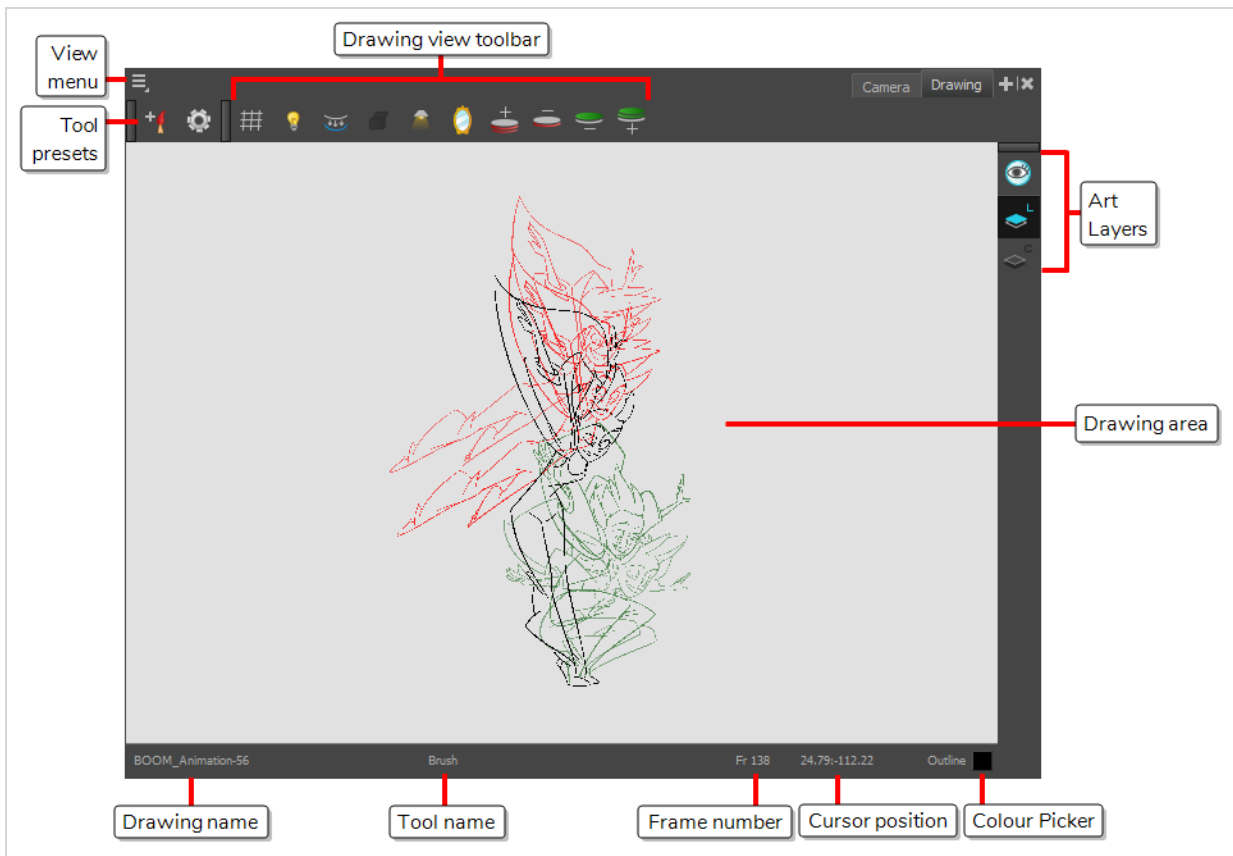 Drawing view toolbar
View
menu
Camera
Drawing
Tool
presets
L
Art
Layers
C
Drawing area
BOOM_Animation-56
Brush
Fr 138
24.79:-112.22
Outline
Drawing name
Tool name
Frame number
Cursor position
Colour Picker